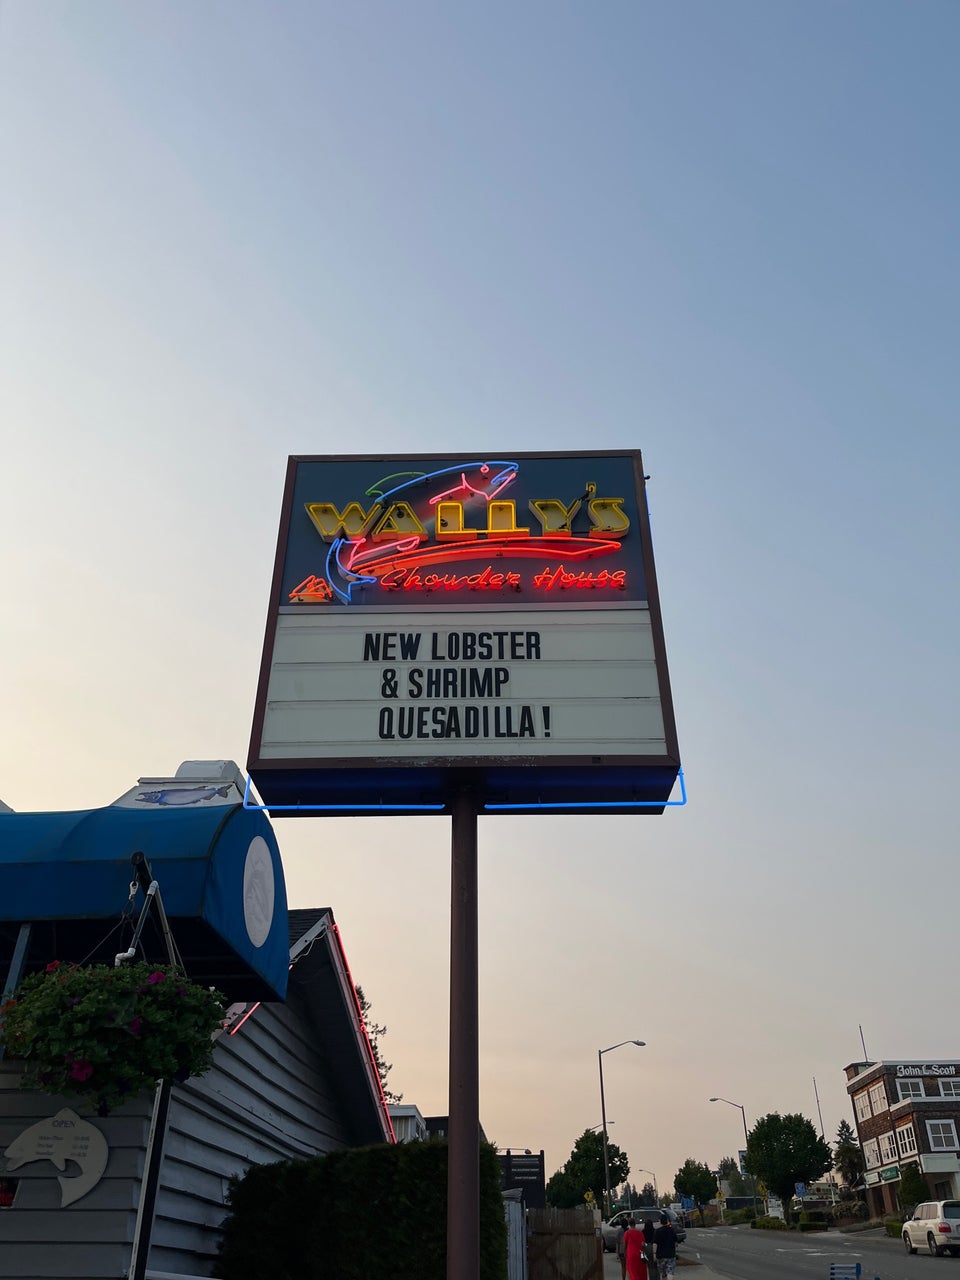 WALLY'S
Chowder House
NEW LOBSTER
& SHRIMP
QUESADILLA!
OPEN
John L. Scott